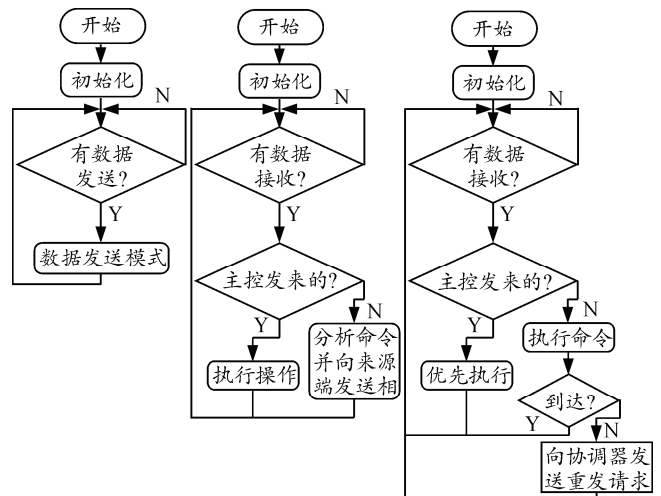 开始
初始化
N
有数据
发送?
Y
数据发送模式
开始
初始化
N
有数据
接收?
Y
主控发来的?
Y
N
执行操作
分析命令
并向来源
端发送相
开始
初始化
N
有数据
接收?
Y
主控发来的?
Y
N
优先执行
执行命令
到达?
Y
N
向协调器发
送重发请求